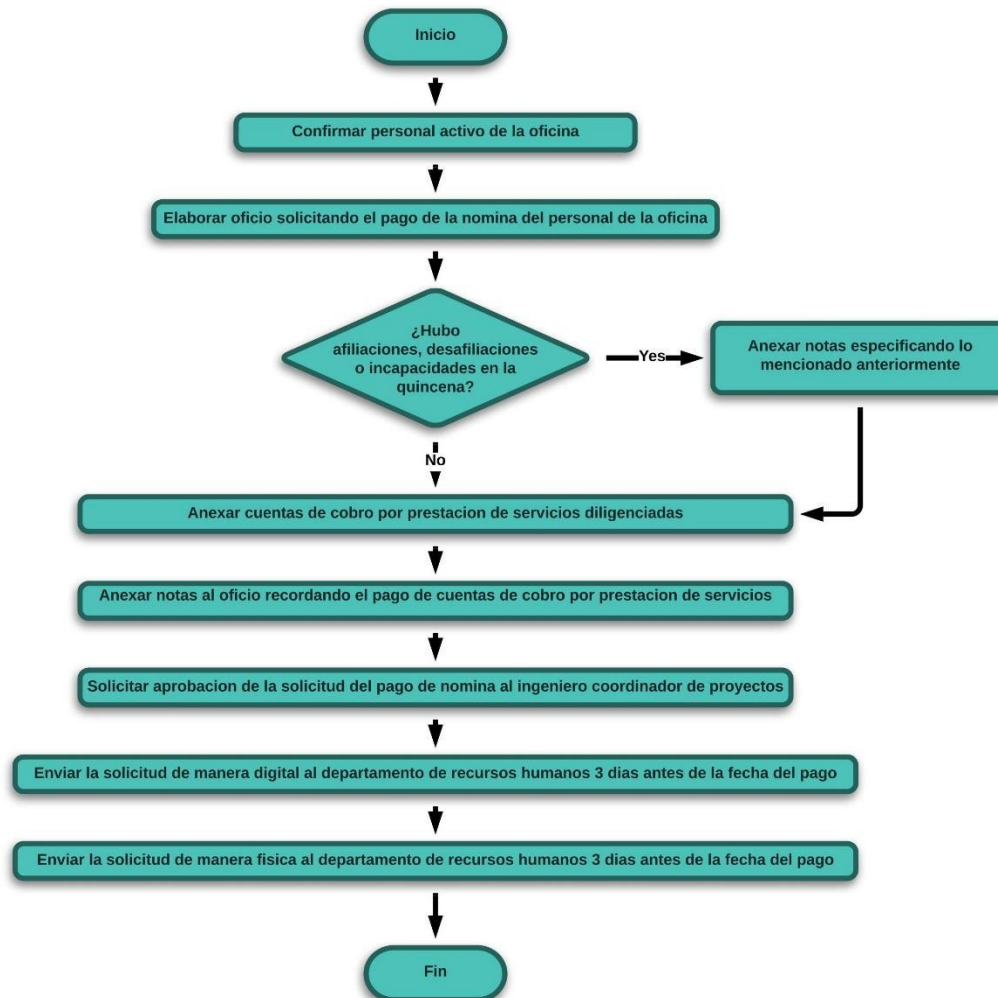 Inicio
Confirmar personal activo de la oficina
Elaborar oficio solicitando el pago de la nomina del personal de la oficina
¿Hubo
afiliaciones, desafiliaciones
o incapacidades en la
quincena?
Yes
Anexar notas especificando lo
mencionado anteriormente
No
Anexar cuentas de cobro por prestacion de servicios diligenciadas
Anexar notas al oficio recordando el pago de cuentas de cobro por prestacion de servicios
Solicitar aprobacion de la solicitud del pago de nomina al ingeniero coordinador de proyectos
Enviar la solicitud de manera digital al departamento de recursos humanos 3 dias antes de la fecha del pago
Enviar la solicitud de manera fisica al departamento de recursos humanos 3 dias antes de la fecha del pago
Fin